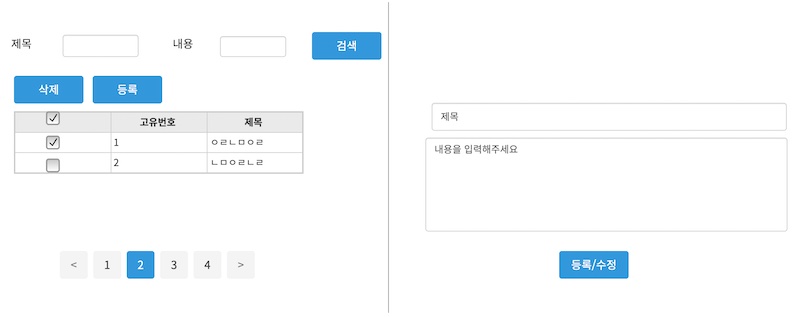 제목 내용 검색
삭제 등록
고유번호 제목
1 ㅇㄹㄴㅁㅇㄹ
2 ㄴㅁㅇㄹㄴㄹ
< 1 2 3 4 >
제목
내용을 입력해주세요
등록/수정